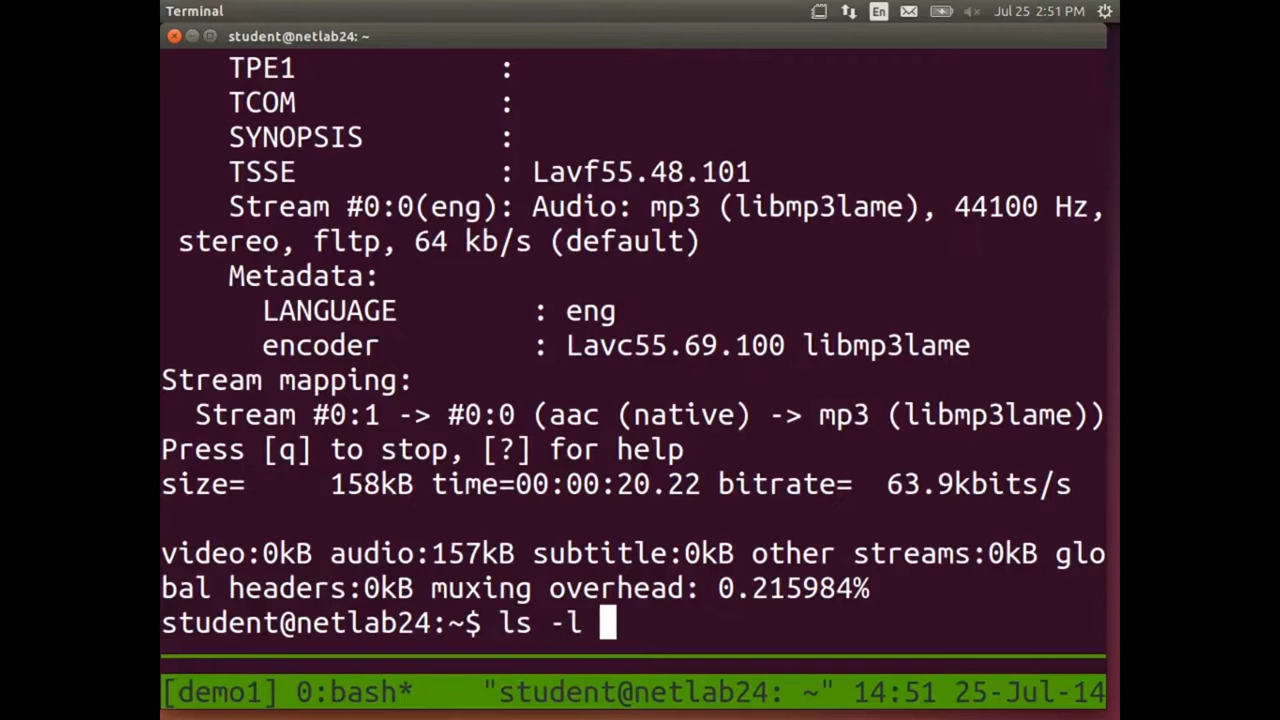 Terminal
En
Jul 25 2:51 PM
student@netlab24: ~
TPE1 :
TCOM :
SYNOPSIS :
TSSE : Lavf55.48.101
Stream #0:0(eng): Audio: mp3 (libmp3lame), 44100 Hz,
stereo, fltp, 64 kb/s (default)
Metadata:
LANGUAGE : eng
encoder : Lavc55.69.100 libmp3lame
Stream mapping:
Stream #0:1 -> #0:0 (aac (native) -> mp3 (libmp3lame))
Press [q] to stop, [?] for help
size= 158kB time=00:00:20.22 bitrate= 63.9kbits/s
video:0kB audio:157kB subtitle:0kB other streams:0kB glo
bal headers:0kB muxing overhead: 0.215984%
student@netlab24:~$ ls -l
[demo1] 0:bash* "student@netlab24: ~" 14:51 25-Jul-14